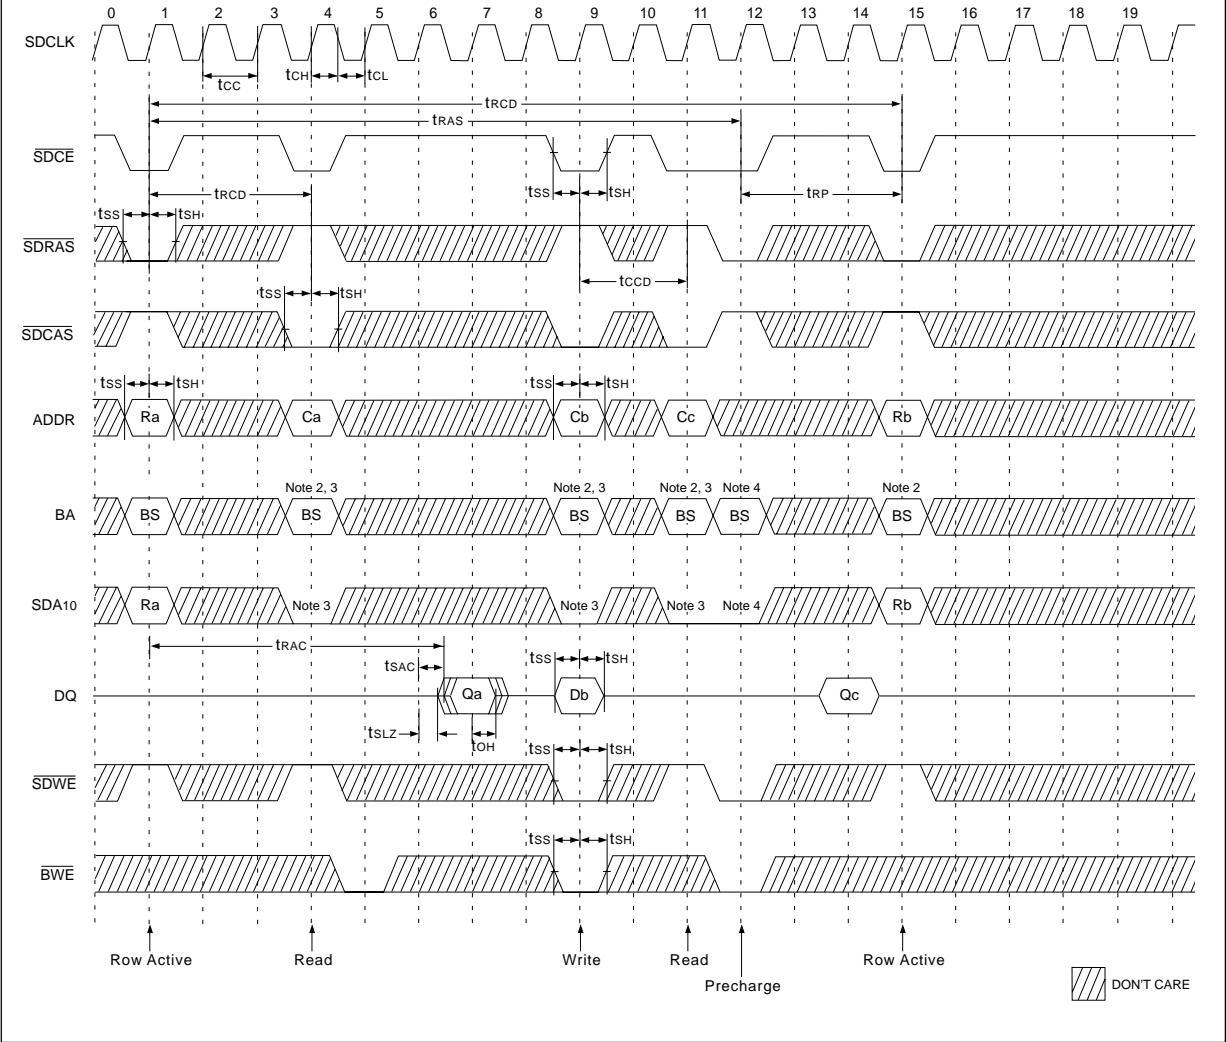 0 1 2 3 4 5 6 7 8 9 10 11 12 13 14 15 16 17 18 19
SDCLK
tCC tCH tCL
tRCD
tRAS
SDCE
tRCD tSS tSH tRP
tSS tSH
SDRAS
tCCD
tSS tSH
SDCAS
tSS tSH tSS tSH
ADDR Ra Ca Cb Cc Rb
Note 2, 3 Note 2, 3 Note 2, 3 Note 4 Note 2
BA BS BS BS BS BS BS
SDA10 Ra Note 3 Note 3 Note 3 Note 4 Rb
tRAC
tSAC tSS tSH
DQ Qa Db Qc
tSLZ tOH
tSS tSH
SDWE
tSS tSH
BWE
Row Active Read Write Read Row Active
Precharge
DON'T CARE